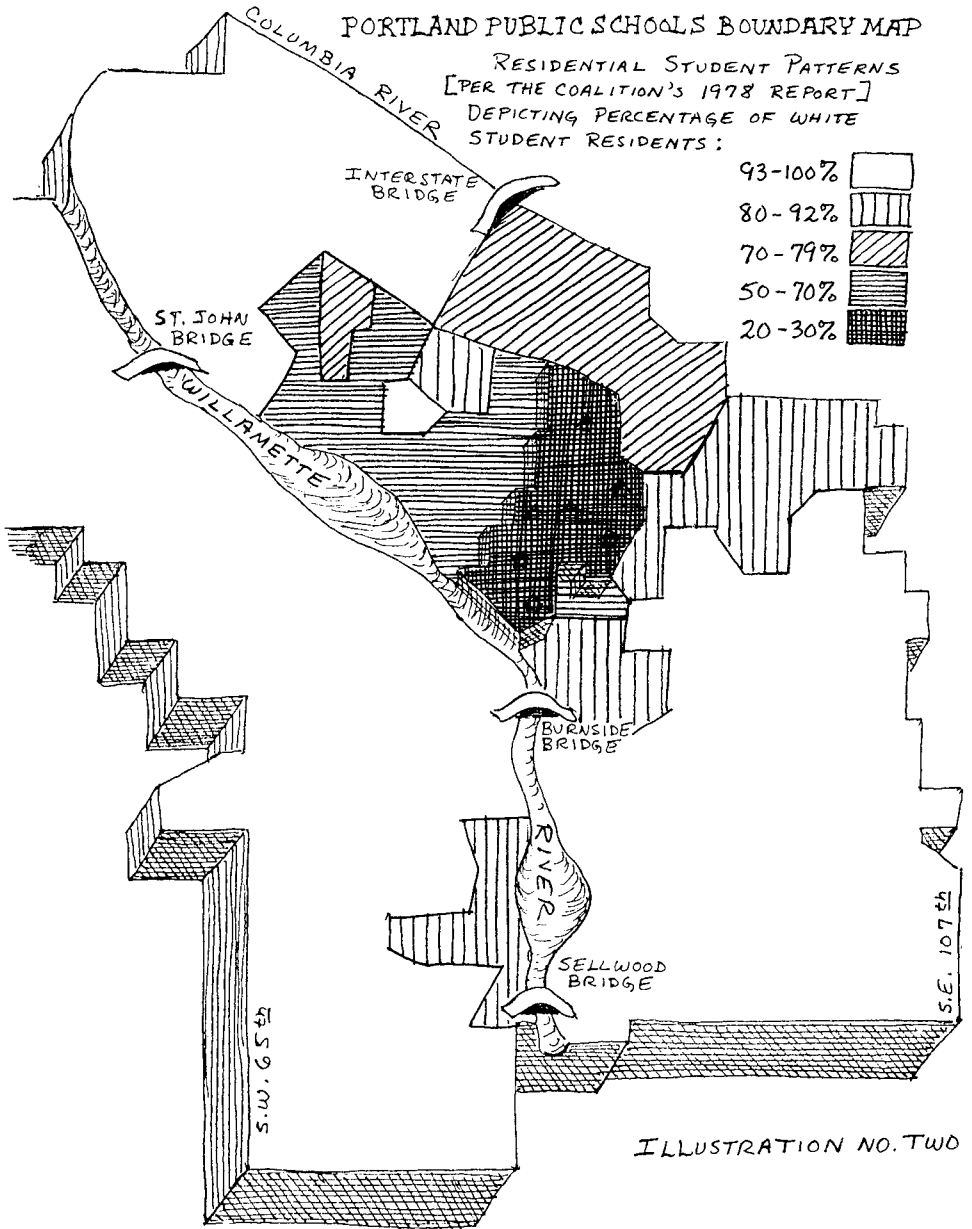 PORTLAND PUBLIC SCHOOLS BOUNDARY MAP
RESIDENTIAL STUDENT PATTERNS
[PER THE COALITION'S 1978 REPORT]
DEPICTING PERCENTAGE OF WHITE
STUDENT RESIDENTS:
93-100%
80-92%
70-79%
50-70%
20-30%
COLUMBIA RIVER
INTERSTATE
BRIDGE
ST. JOHN
BRIDGE
WILLAMETTE
BURNSIDE
BRIDGE
RIVER
SELLWOOD
BRIDGE
S.W. 65th
S.E. 107th
ILLUSTRATION NO. TWO